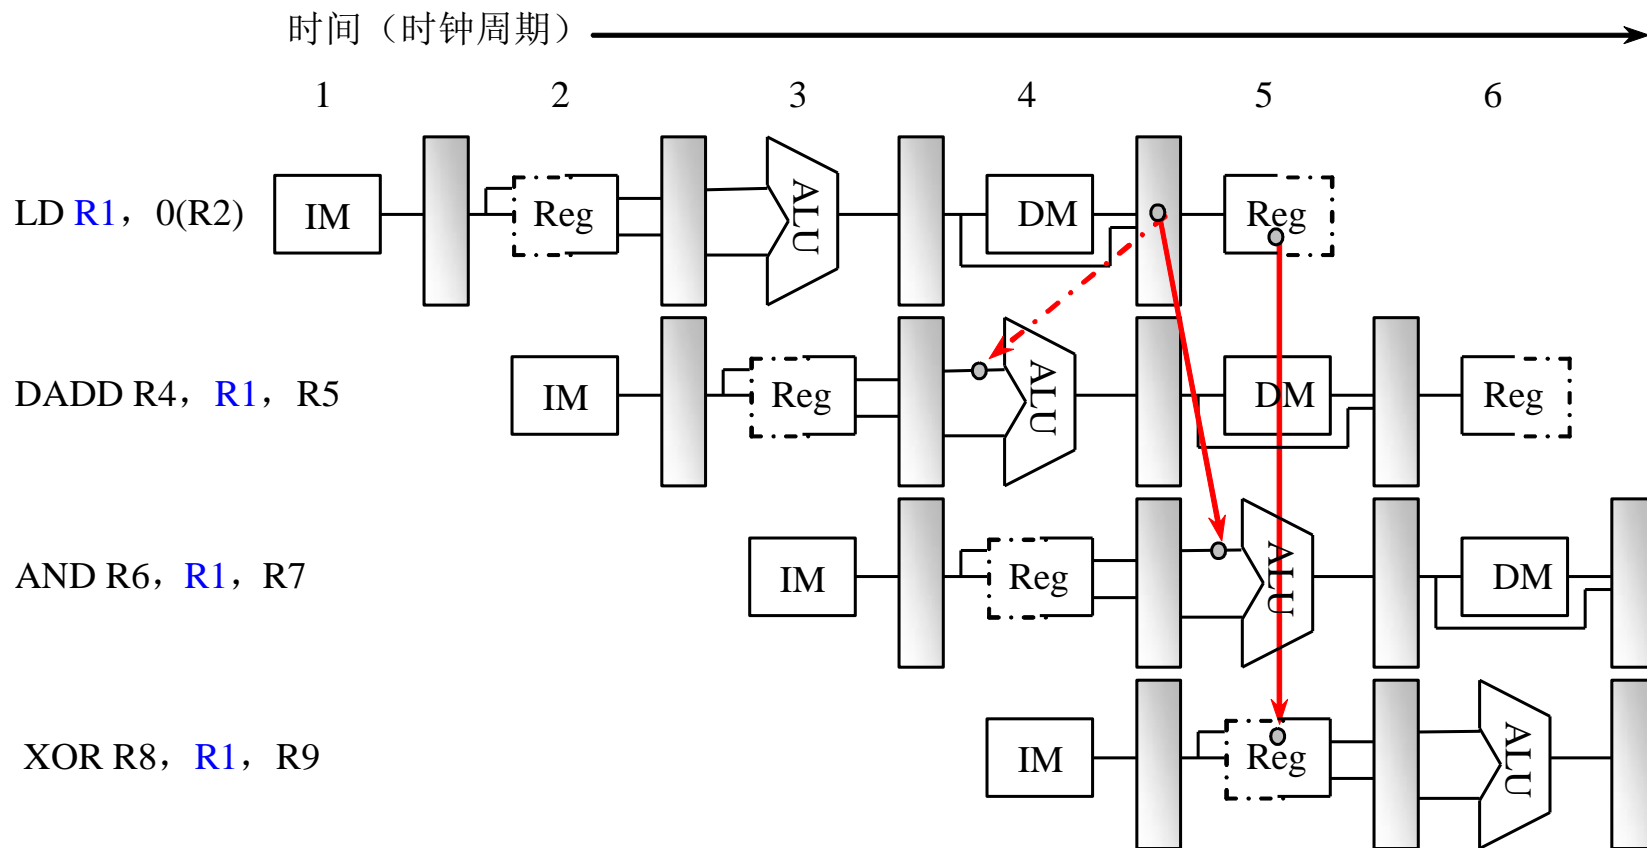 时间（时钟周期）
1 2 3 4 5 6
LD R1，0(R2) IM Reg ALU DM Reg
DADD R4，R1，R5 IM Reg ALU DM Reg
AND R6，R1，R7 IM Reg ALU DM
XOR R8，R1，R9 IM Reg ALU